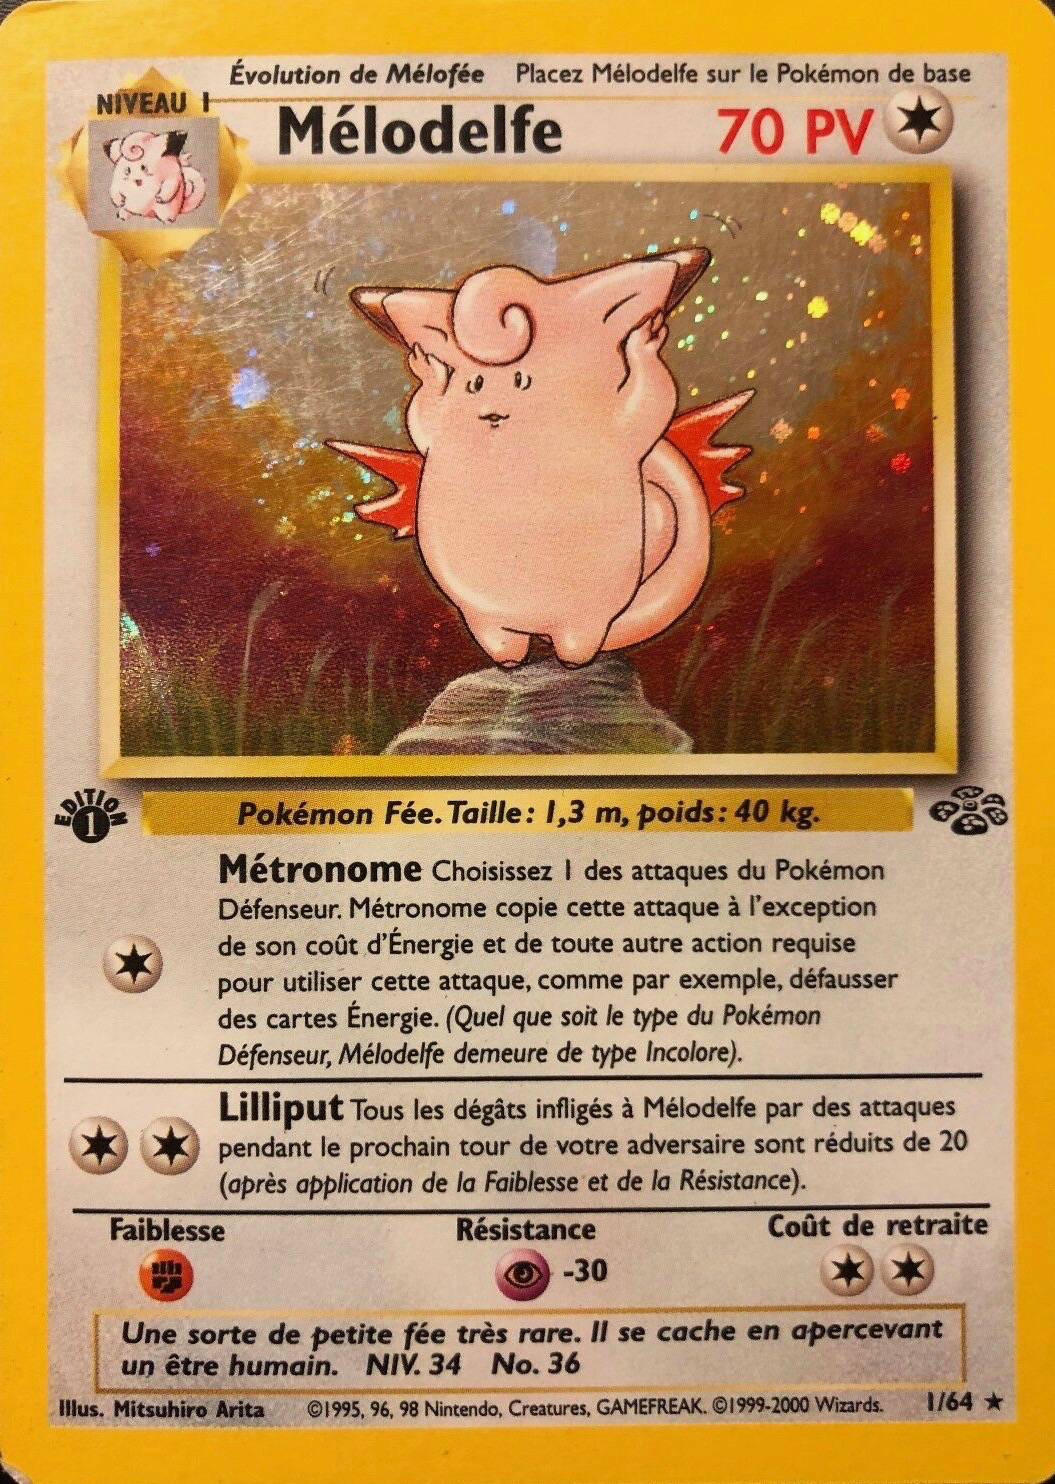 Évolution de Mélofée Placez Mélodelfe sur le Pokémon de base
NIVEAU 1
Mélodelfe 70 PV
EDITION 1
Pokémon Fée. Taille: 1,3 m, poids: 40 kg.
Métronome Choisissez 1 des attaques du Pokémon
Défenseur. Métronome copie cette attaque à l'exception
de son coût d'Énergie et de toute autre action requise
pour utiliser cette attaque, comme par exemple, défausser
des cartes Énergie. (Quel que soit le type du Pokémon
Défenseur, Mélodelfe demeure de type Incolore).
Lilliput Tous les dégâts infligés à Mélodelfe par des attaques
pendant le prochain tour de votre adversaire sont réduits de 20
(après application de la Faiblesse et de la Résistance).
Faiblesse Résistance Coût de retraite
-30
Une sorte de petite fée très rare. Il se cache en apercevant
un être humain. NIV. 34 No. 36
Illus. Mitsuhiro Arita ©1995, 96, 98 Nintendo, Creatures, GAMEFREAK. ©1999-2000 Wizards. 1/64 ★